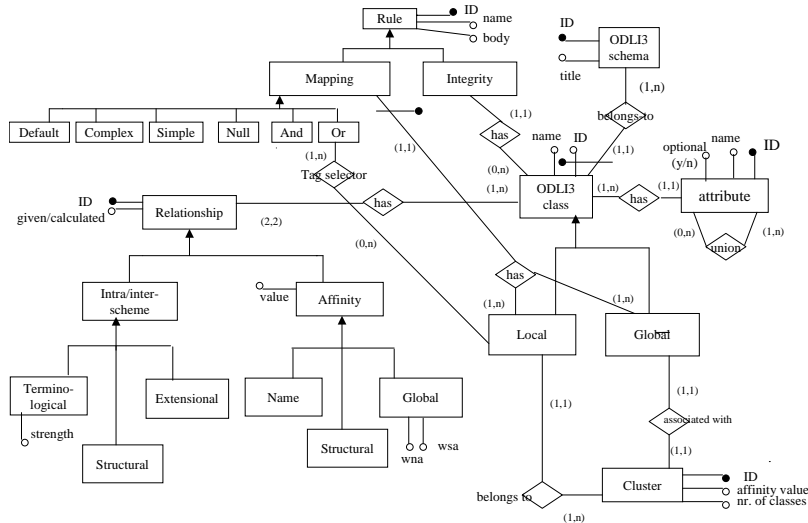 Rule
ID
name
body
Mapping
Integrity
ID
title
ODLI3
schema
(1,n)
belongs-to
(1,1)
Default
Complex
Simple
Null
And
Or
(1,n)
Tag selector
(0,n)
(1,1)
(1,1)
has
(0,n)
name
ID
ODLI3
class
(1,n)
has
(1,1)
optional
(y/n)
name
ID
attribute
(0,n)
union
(1,n)
ID
given/calculated
Relationship
(2,2)
has
(1,n)
Intra/inter-
scheme
value
Affinity
has
(1,n)
(1,n)
Local
Global
Termino-
logical
strength
Structural
Extensional
Name
Structural
Global
wna
wsa
(1,1)
(1,1)
associated with
(1,1)
belongs to
(1,n)
Cluster
ID
affinity value
nr. of classes